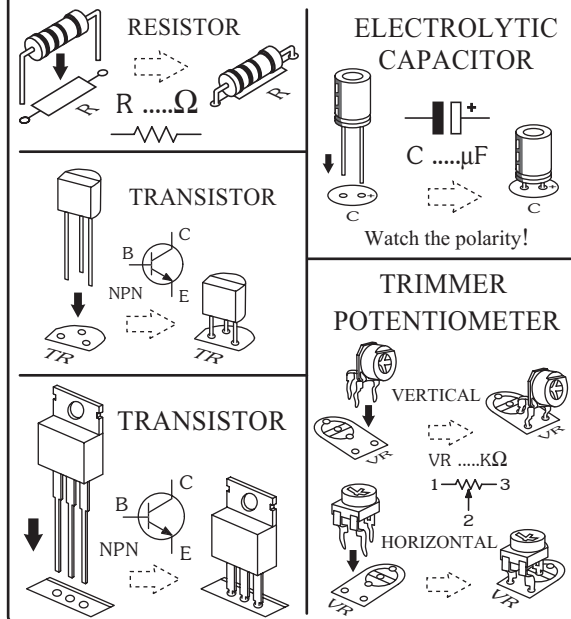 RESISTOR
R
R .....Ω
R
TRANSISTOR
C
B
NPN
E
TR
TR
TRANSISTOR
C
B
NPN
E
ELECTROLYTIC
CAPACITOR
+
C .....µF
+
C
+
C
Watch the polarity!
TRIMMER
POTENTIOMETER
VERTICAL
VR
VR
VR .....KΩ
1 3
2
HORIZONTAL
VR
VR